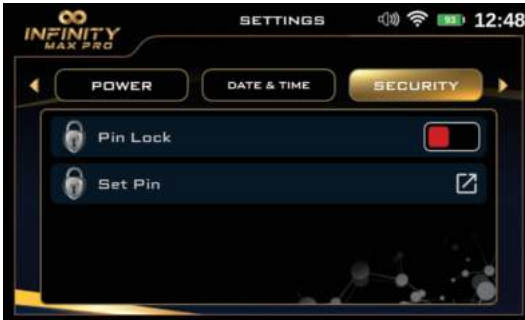 INFINITY
MAX PRO
SETTINGS
93
12:48
POWER
DATE & TIME
SECURITY
Pin Lock
Set Pin